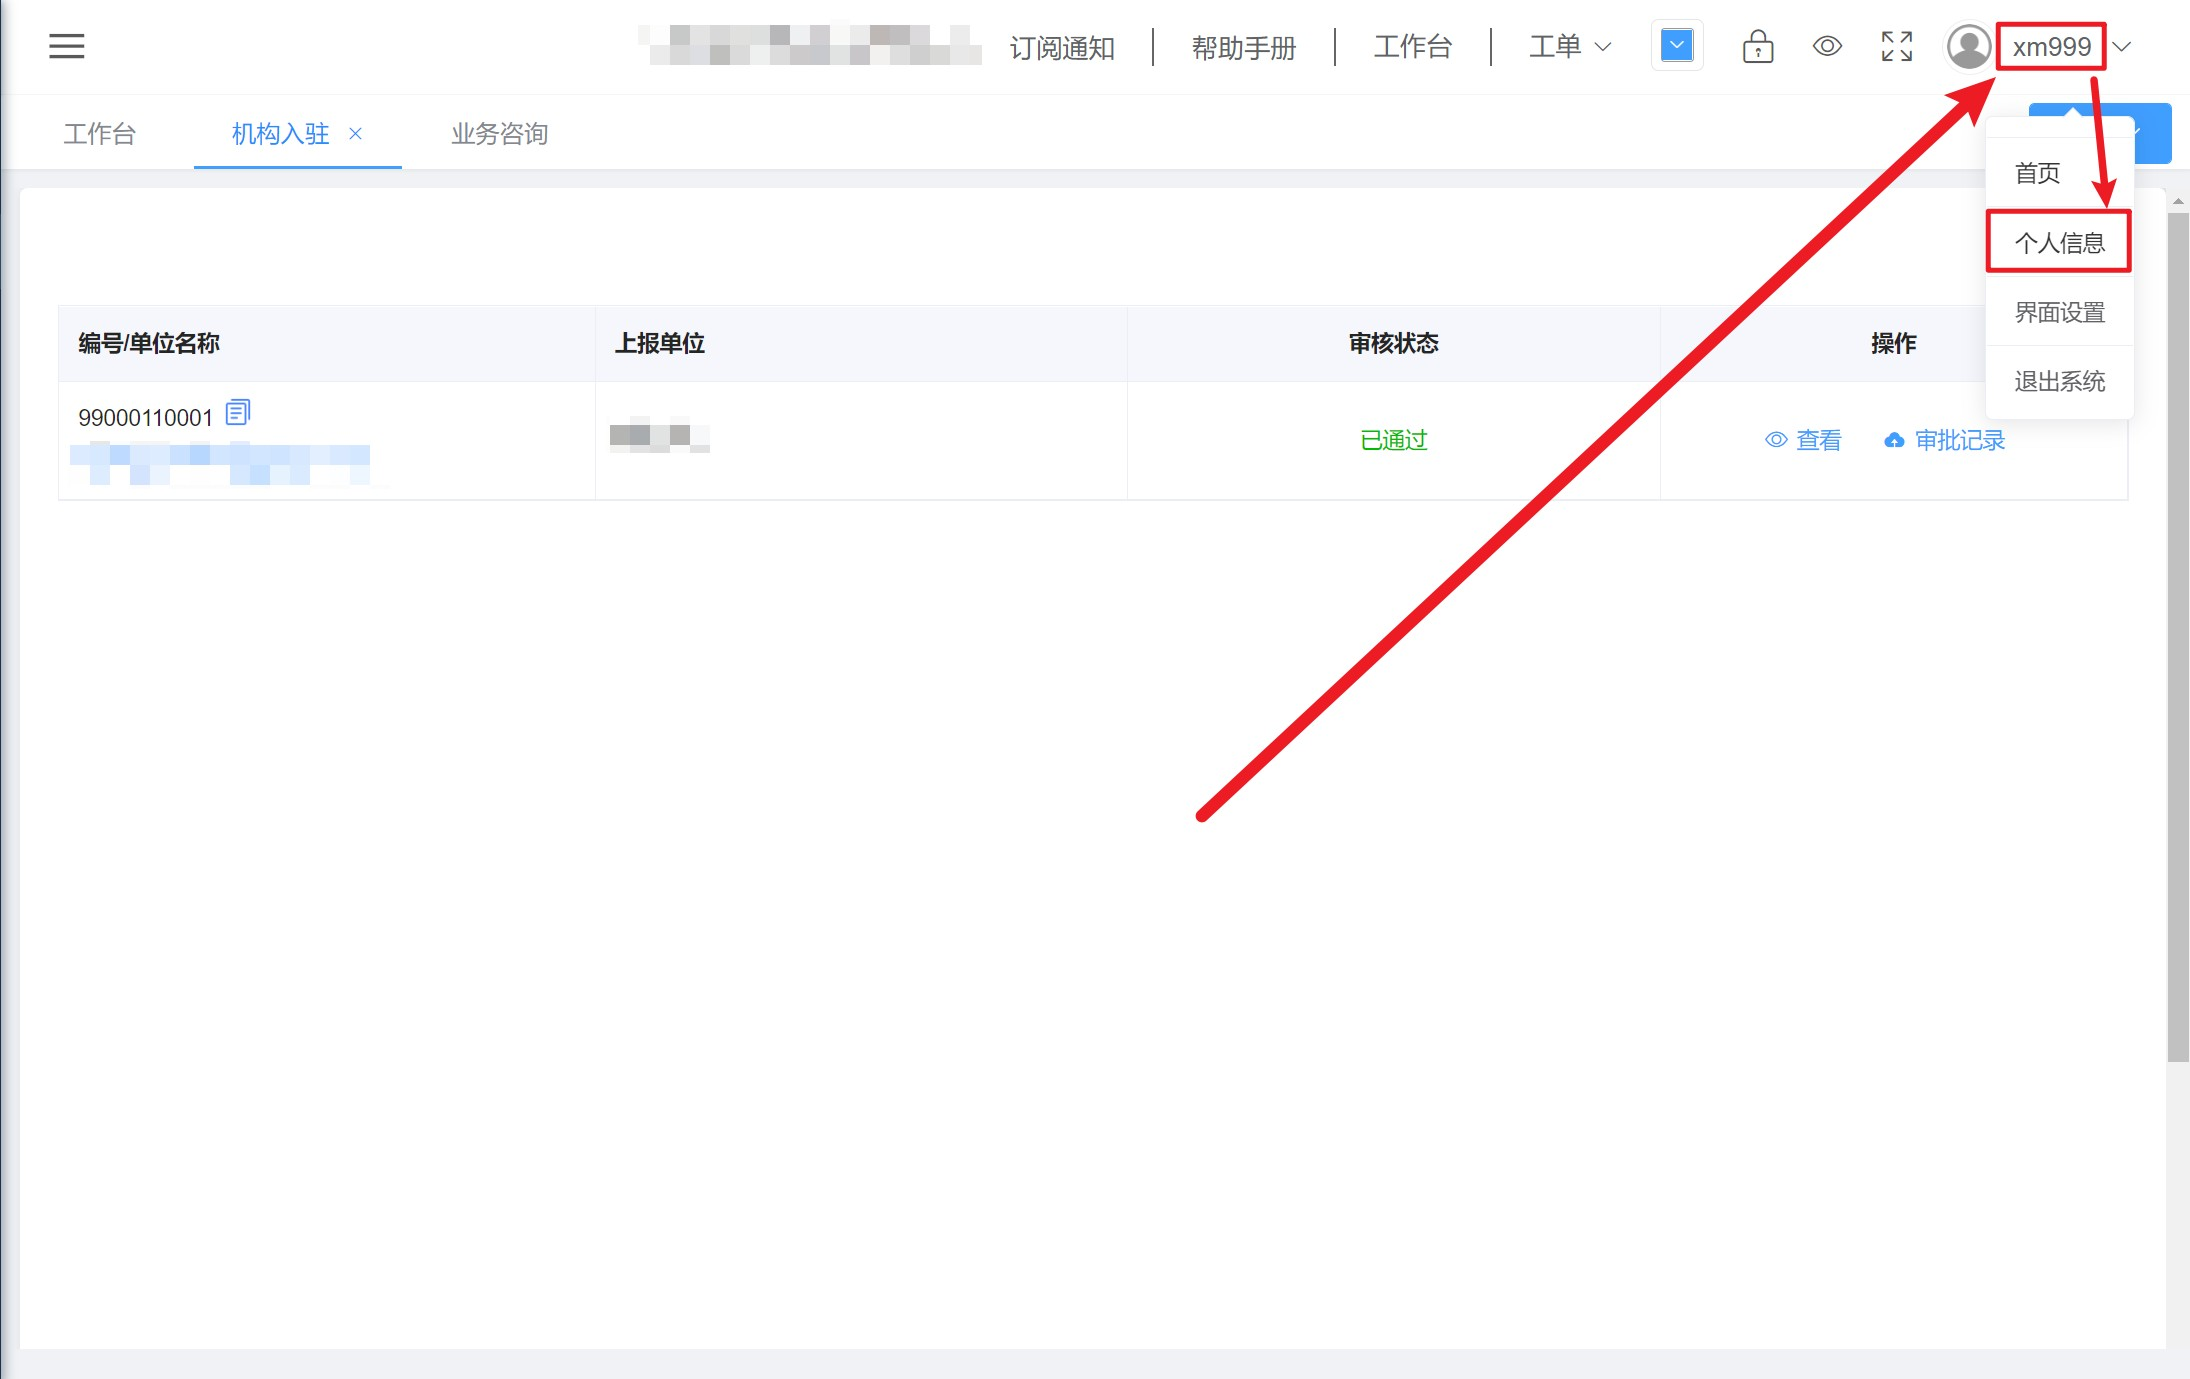 订阅通知
帮助手册
工作台
工单
xm999
工作台
机构入驻
业务咨询
首页
个人信息
界面设置
退出系统
编号/单位名称
上报单位
审核状态
操作
99000110001
已通过
查看
审批记录